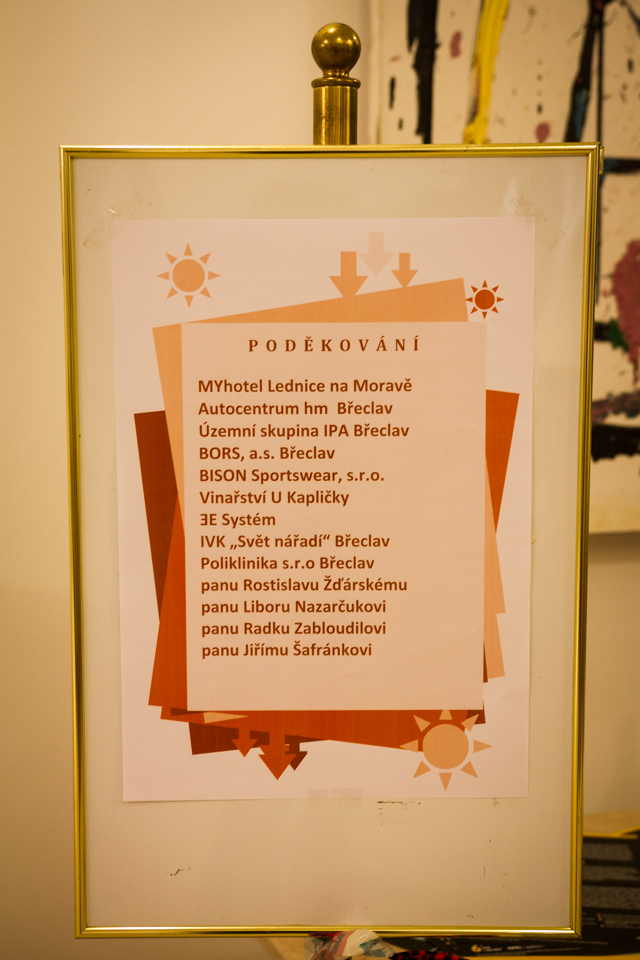 PODĚKOVÁNÍ
MYhotel Lednice na Moravě
Autocentrum hm Břeclav
Územní skupina IPA Břeclav
BORS, a.s. Břeclav
BISON Sportswear, s.r.o.
Vinařství U Kapličky
ƎE Systém
IVK „Svět nářadí“ Břeclav
Poliklinika s.r.o Břeclav
panu Rostislavu Žďárskému
panu Liboru Nazarčukovi
panu Radku Zabloudilovi
panu Jiřímu Šafránkovi